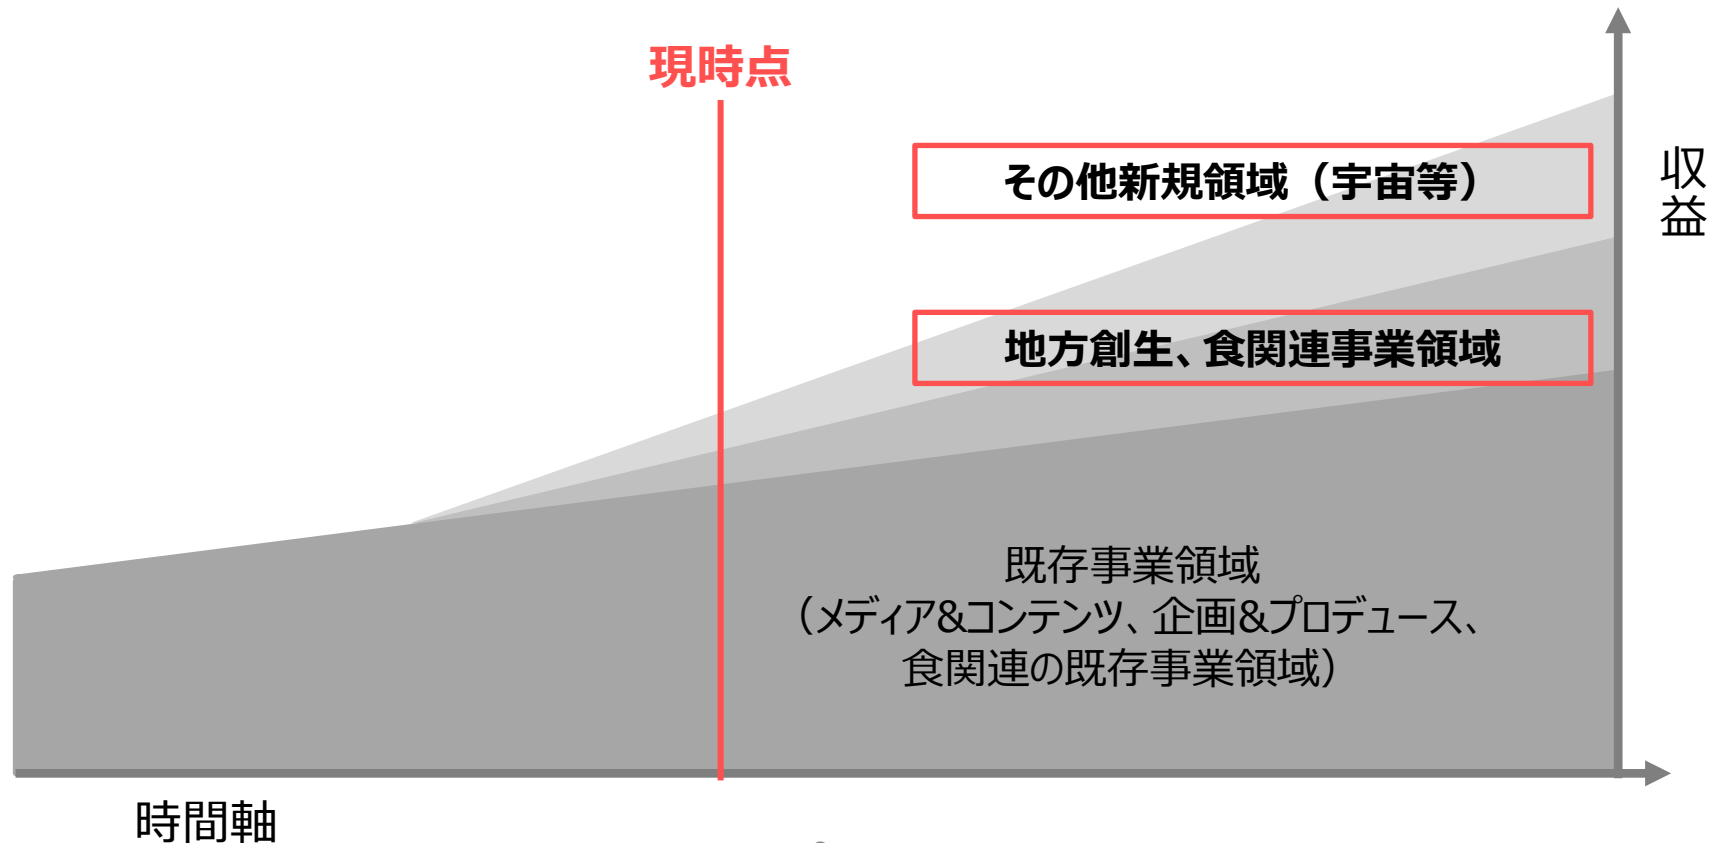 現時点
その他新規領域（宇宙等）
収益
地方創生、食関連事業領域
既存事業領域
（メディア&コンテンツ、企画&プロデュース、
食関連の既存事業領域）
時間軸